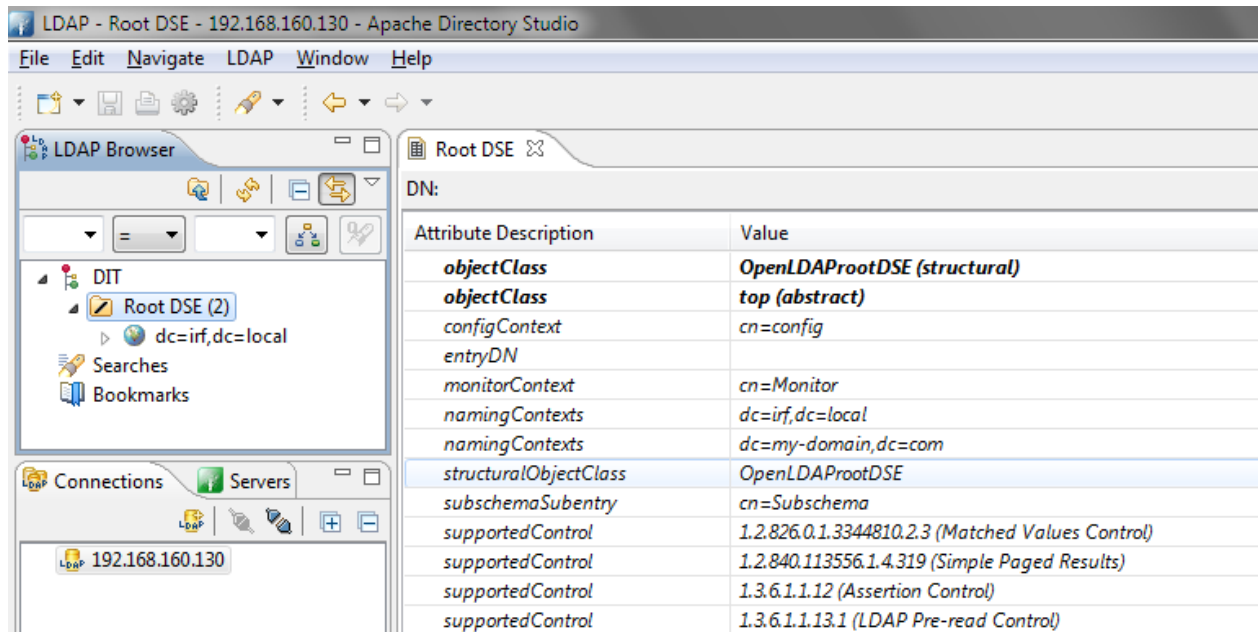 LDAP - Root DSE - 192.168.160.130 - Apache Directory Studio
File Edit Navigate LDAP Window Help
LDAP Browser
=
DIT
Root DSE (2)
dc=irf,dc=local
Searches
Bookmarks
Connections Servers
192.168.160.130
Root DSE
DN:
Attribute Description Value
objectClass OpenLDAProotDSE (structural)
objectClass top (abstract)
configContext cn=config
entryDN
monitorContext cn=Monitor
namingContexts dc=irf,dc=local
namingContexts dc=my-domain,dc=com
structuralObjectClass OpenLDAProotDSE
subschemaSubentry cn=Subschema
supportedControl 1.2.826.0.1.3344810.2.3 (Matched Values Control)
supportedControl 1.2.840.113556.1.4.319 (Simple Paged Results)
supportedControl 1.3.6.1.1.12 (Assertion Control)
supportedControl 1.3.6.1.1.13.1 (LDAP Pre-read Control)